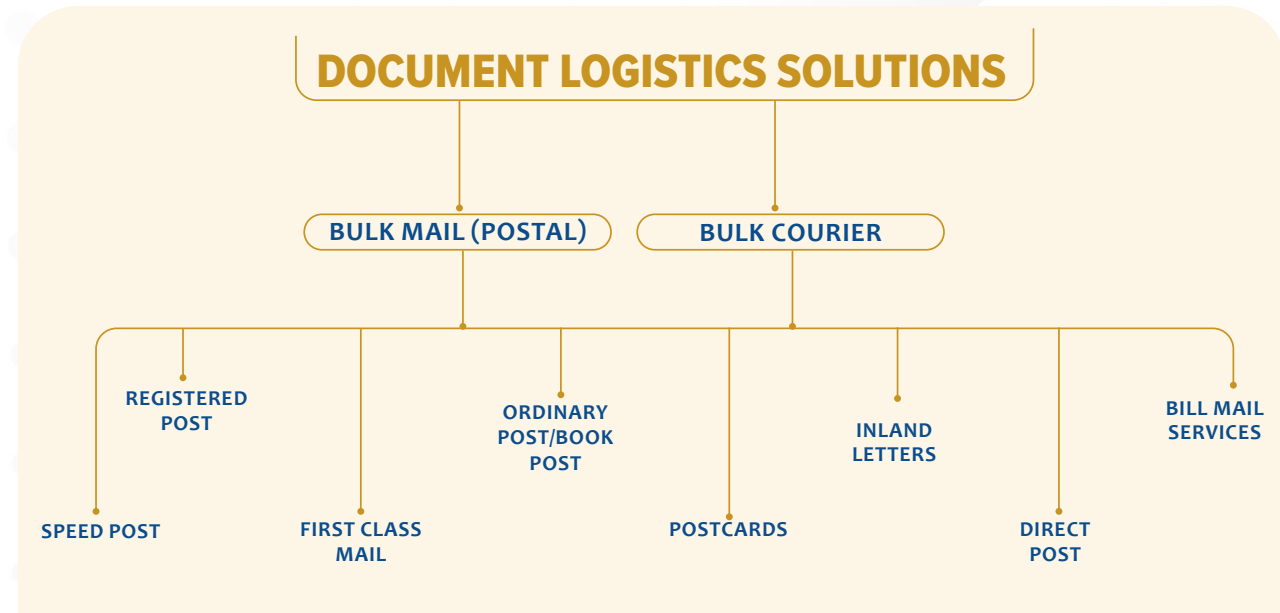 DOCUMENT LOGISTICS SOLUTIONS
BULK MAIL (POSTAL)
BULK COURIER
REGISTERED
POST
ORDINARY
POST/BOOK
POST
INLAND
LETTERS
BILL MAIL
SERVICES
SPEED POST
FIRST CLASS
MAIL
POSTCARDS
DIRECT
POST